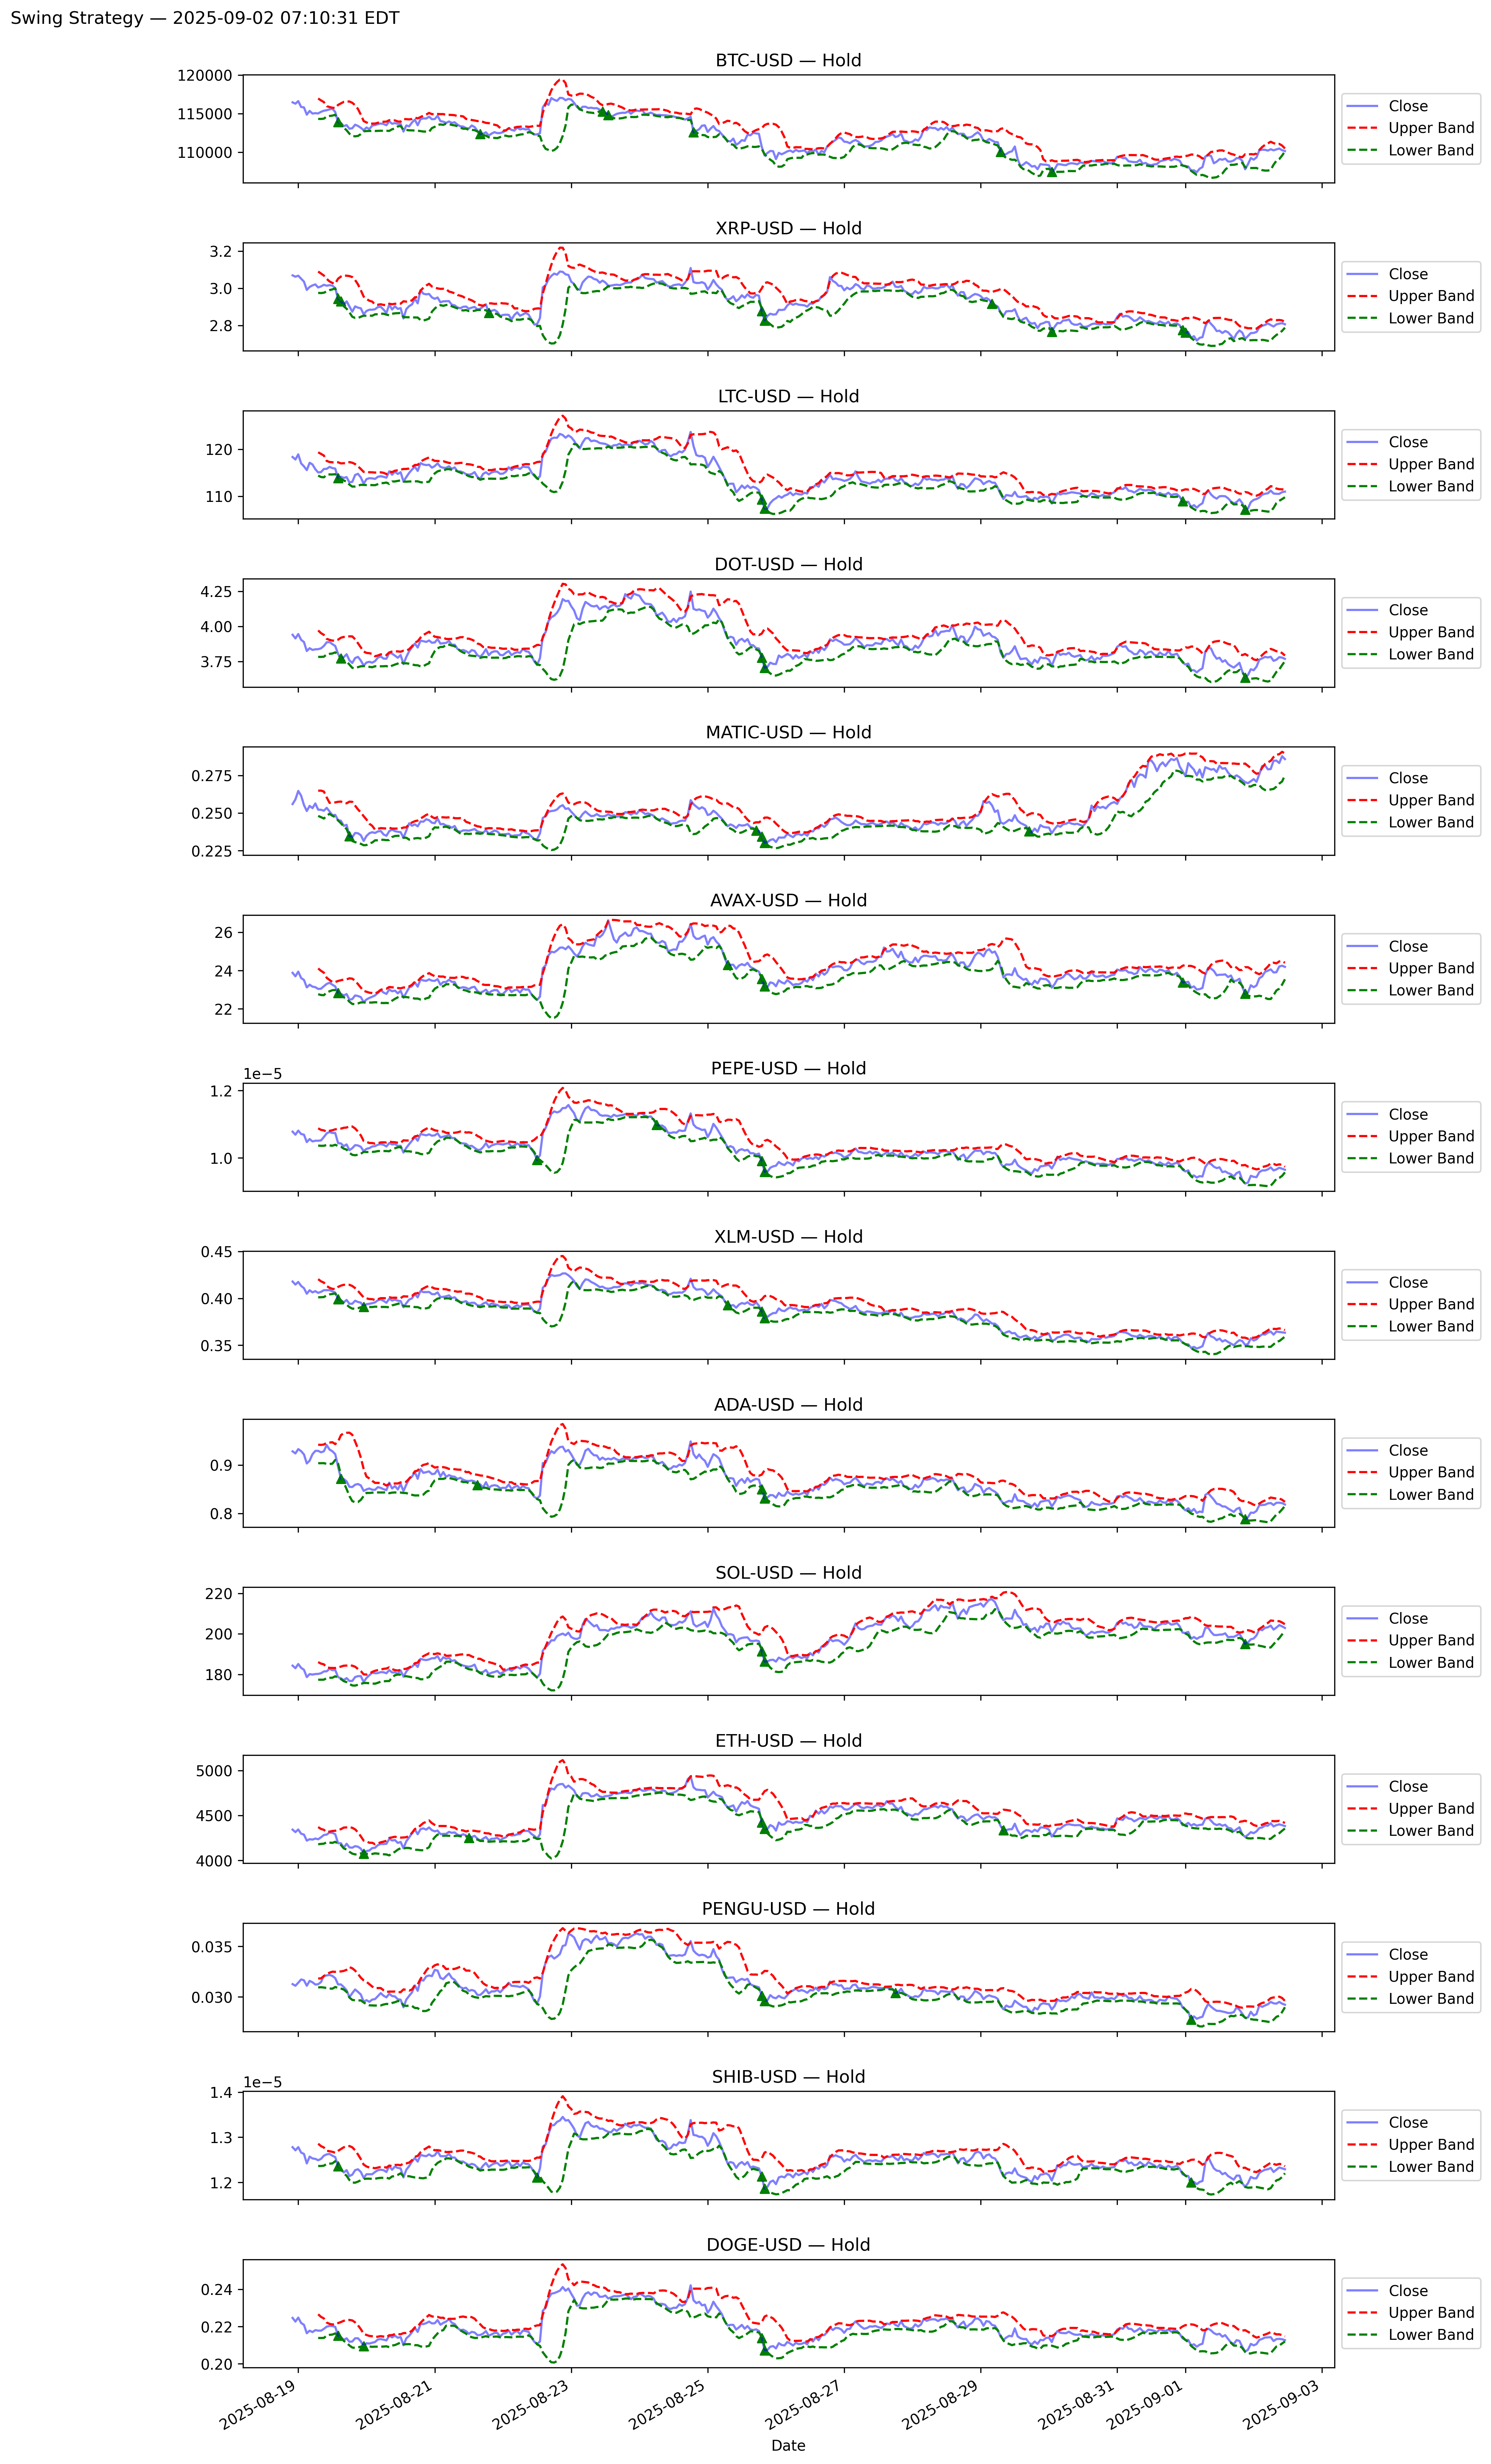 Swing Strategy — 2025-09-02 07:10:31 EDT
BTC-USD — Hold
120000
115000
110000
Close
Upper Band
Lower Band
XRP-USD — Hold
3.2
3.0
2.8
Close
Upper Band
Lower Band
LTC-USD — Hold
120
110
Close
Upper Band
Lower Band
DOT-USD — Hold
4.25
4.00
3.75
Close
Upper Band
Lower Band
MATIC-USD — Hold
0.275
0.250
0.225
Close
Upper Band
Lower Band
AVAX-USD — Hold
26
24
22
Close
Upper Band
Lower Band
PEPE-USD — Hold
1e−5
1.2
1.0
Close
Upper Band
Lower Band
XLM-USD — Hold
0.45
0.40
0.35
Close
Upper Band
Lower Band
ADA-USD — Hold
0.9
0.8
Close
Upper Band
Lower Band
SOL-USD — Hold
220
200
180
Close
Upper Band
Lower Band
ETH-USD — Hold
5000
4500
4000
Close
Upper Band
Lower Band
PENGU-USD — Hold
0.035
0.030
Close
Upper Band
Lower Band
SHIB-USD — Hold
1e−5
1.4
1.3
1.2
Close
Upper Band
Lower Band
DOGE-USD — Hold
0.24
0.22
0.20
Close
Upper Band
Lower Band
2025-08-19
2025-08-21
2025-08-23
2025-08-25
2025-08-27
2025-08-29
2025-08-31
2025-09-01
2025-09-03
Date